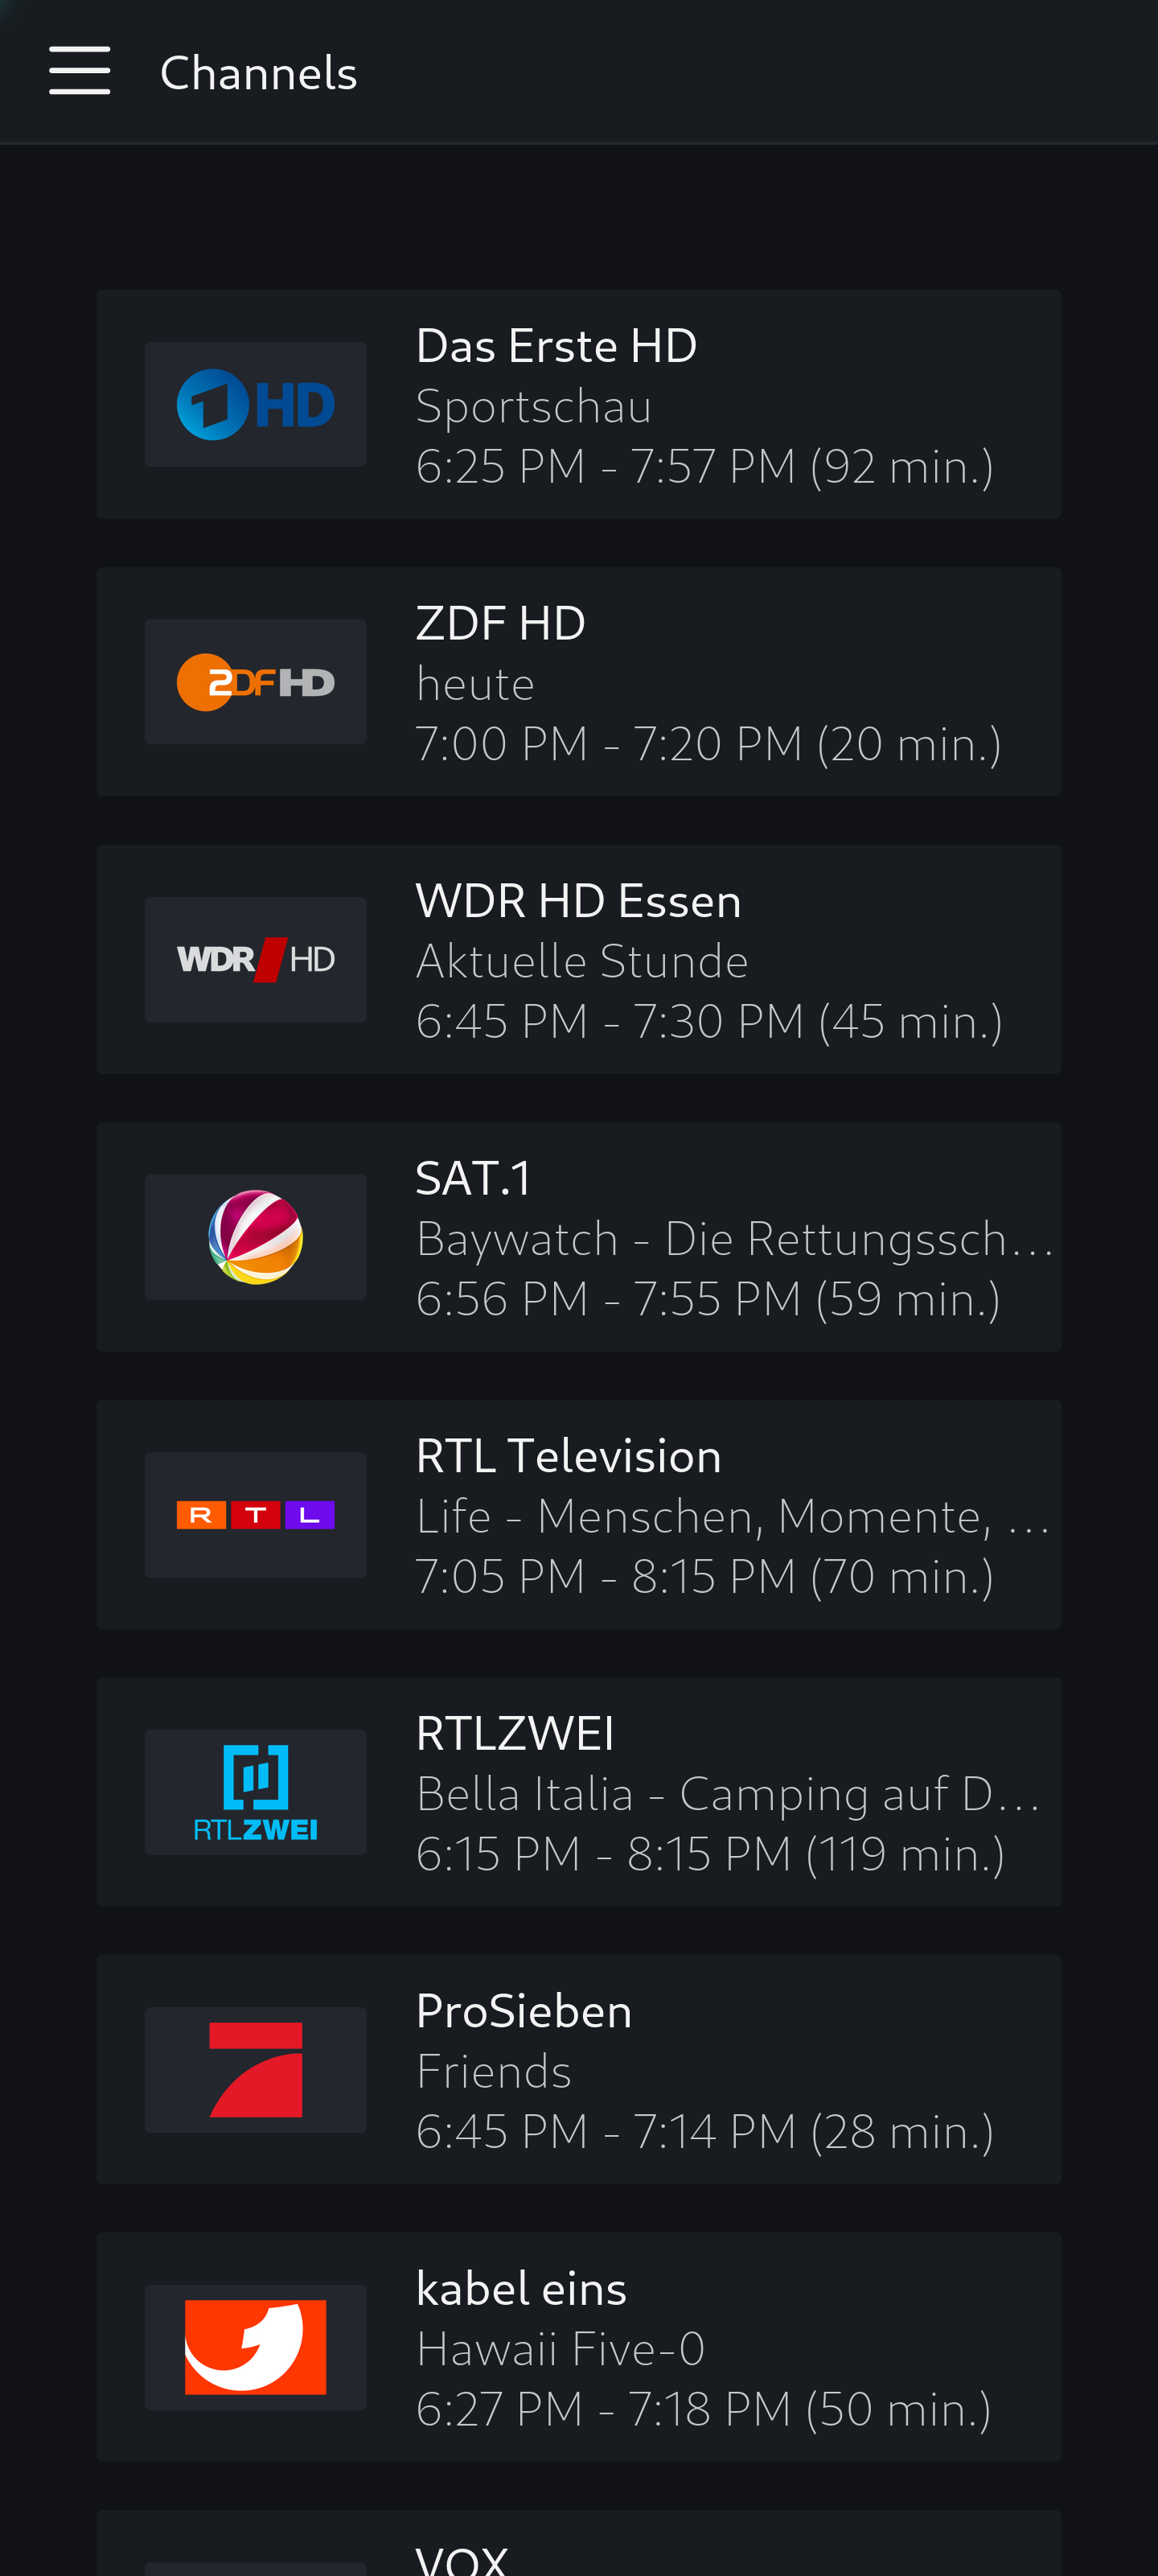 Channels
HD
Das Erste HD
Sportschau
6:25 PM - 7:57 PM (92 min.)
ZDF HD
ZDF HD
heute
7:00 PM - 7:20 PM (20 min.)
WDR HD
WDR HD Essen
Aktuelle Stunde
6:45 PM - 7:30 PM (45 min.)
SAT.1
Baywatch - Die Rettungssch...
6:56 PM - 7:55 PM (59 min.)
RTL
RTL Television
Life - Menschen, Momente, ...
7:05 PM - 8:15 PM (70 min.)
RTLZWEI
RTLZWEI
Bella Italia - Camping auf D...
6:15 PM - 8:15 PM (119 min.)
ProSieben
Friends
6:45 PM - 7:14 PM (28 min.)
kabel eins
Hawaii Five-0
6:27 PM - 7:18 PM (50 min.)
VOX